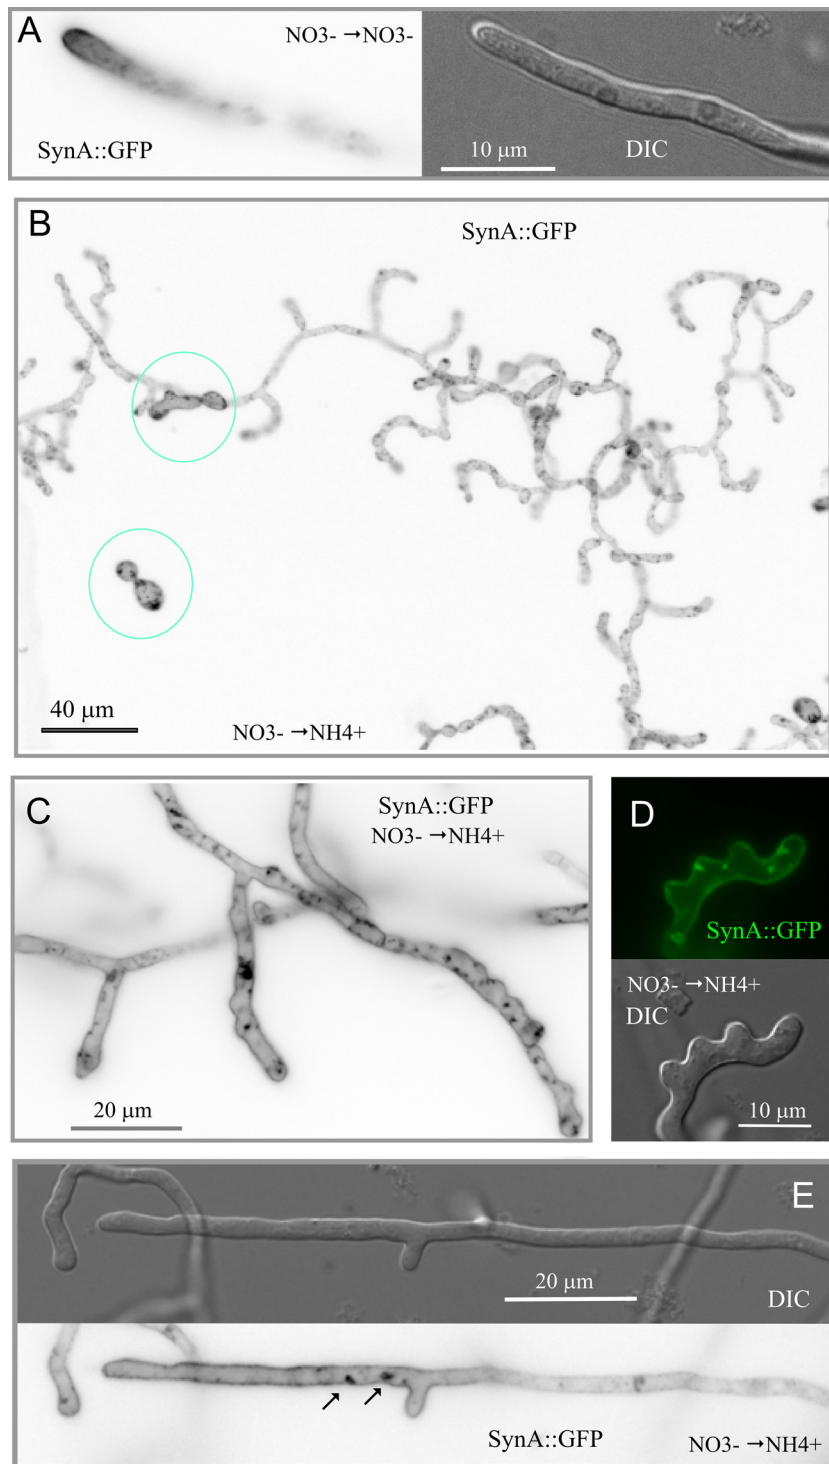 A
NO3- →NO3-
SynA::GFP
10 μm
DIC
B
SynA::GFP
40 μm
NO3- →NH4+
C
SynA::GFP
NO3- →NH4+
20 μm
D
SynA::GFP
NO3- →NH4+
DIC
10 μm
E
20 μm
DIC
SynA::GFP
NO3- →NH4+